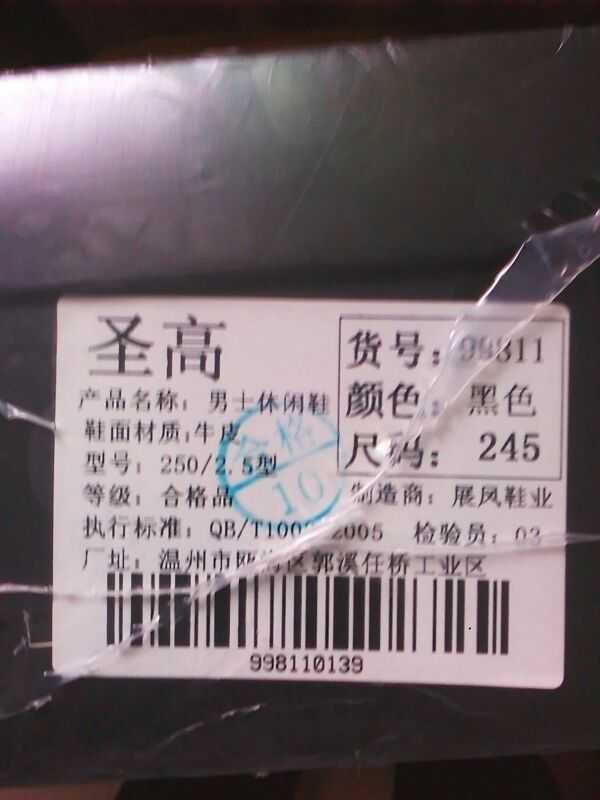 圣高
货号：99811
颜色：黑色
尺码：245
产品名称：男士休闲鞋
鞋面材质：牛皮
型号：250/2.5型
等级：合格品
制造商：展风鞋业
执行标准：QB/T1002-2005 检验员：03
厂址：温州市瓯海区郭溪任桥工业区
合格
10
998110139